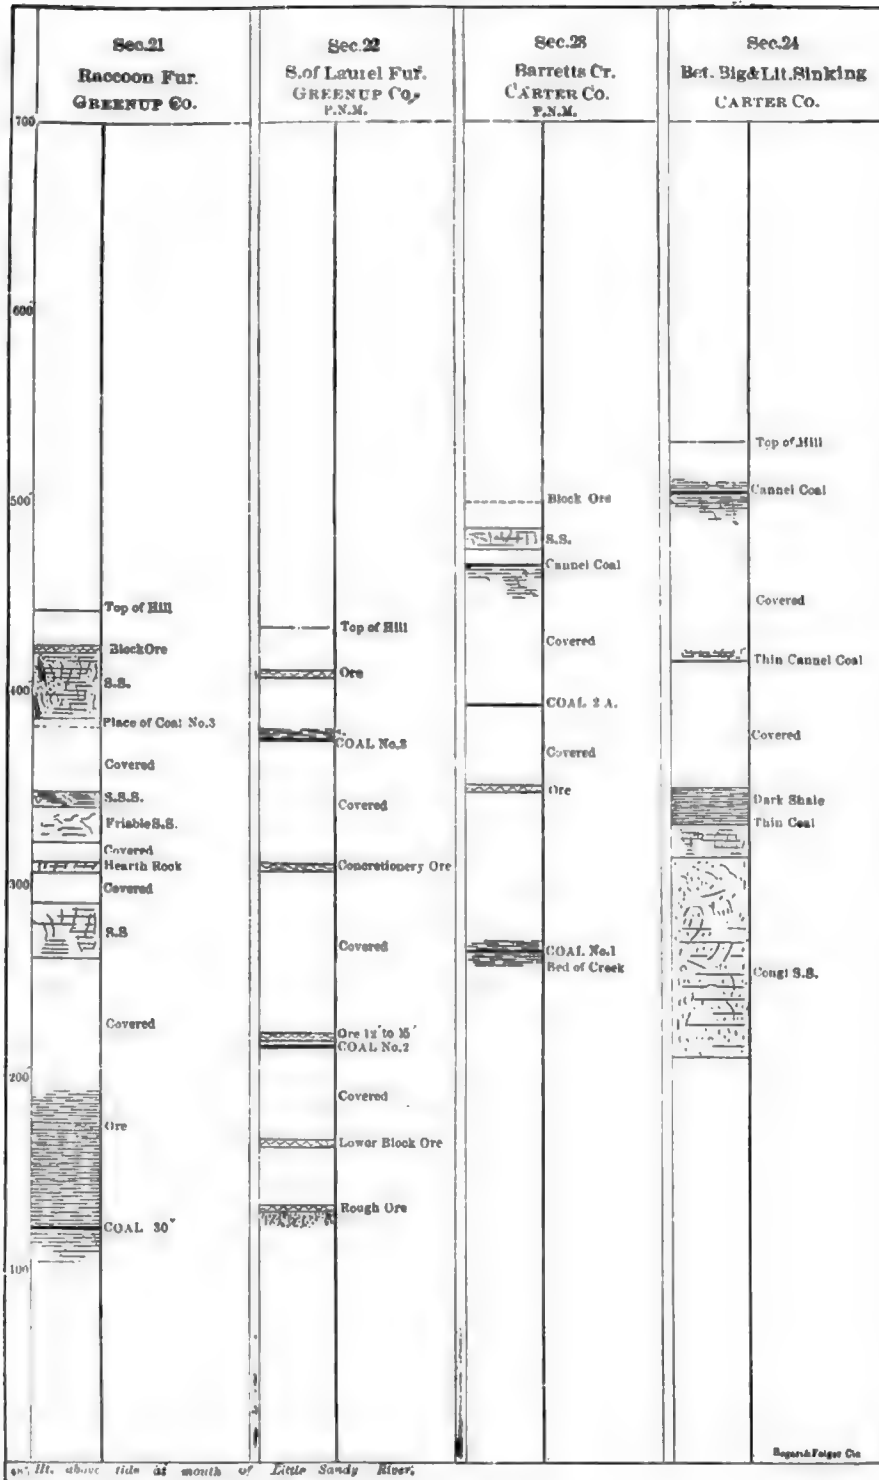 Sec.21
Raccoon Fur.
GREENUP CO.
Sec.22
S. of Laurel Fur.
GREENUP Co,
P.N.M.
Sec.23
Barretts Cr.
CARTER CO.
P.N.M.
Sec.24
Bet. Big & Lit. Sinking
CARTER CO.
700
600
500
400
300
200
100
Top of Hill
Block Ore
S.S.
Place of Coal No.3
Covered
S.S.S.
Friable S.S.
Covered
Hearth Rock
Covered
S.S
Covered
Ore
COAL 30"
Top of Hill
Ore
COAL No.3
Covered
Concretionery Ore
Covered
Ore 12" to 15"
COAL No.2
Covered
Lower Block Ore
Rough Ore
Block Ore
S.S.
Cannel Coal
Covered
COAL 2 A.
Covered
Ore
COAL No.1
Bed of Creek
Top of Hill
Cannel Coal
Covered
Thin Cannel Coal
Covered
Dark Shale
Thin Coal
Congl S.S.
Ht. above tide at mouth of Little Sandy River.
& Folger Cin